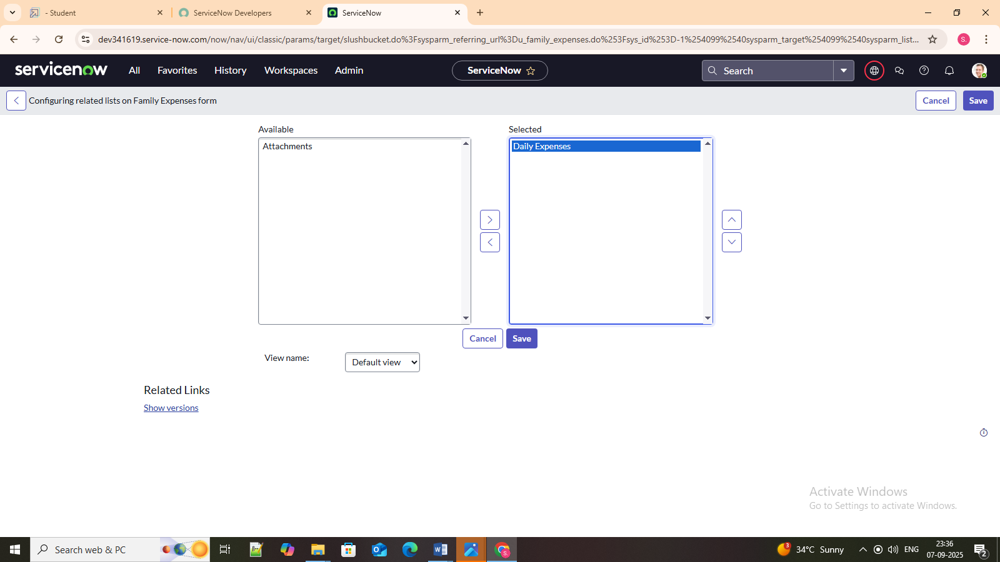 - Student
ServiceNow Developers
ServiceNow
dev341619.service-now.com/now/nav/ui/classic/params/target/slushbucket.do%3Fsysparm_referring_url%3Du_family_expenses.do%253Fsys_id%253D-1%254099%2540sysparm_target%254099%2540sysparm_list...
S.
servicenow
All
Favorites
History
Workspaces
Admin
ServiceNow
Search
Configuring related lists on Family Expenses form
Cancel
Save
Available
Selected
Attachments
Daily Expenses
Cancel
Save
View name:
Default view
Related Links
Show versions
Activate Windows
Go to Settings to activate Windows.
Search web & PC
S.
3
34°C Sunny
ENG
23:36
07-09-2025
2